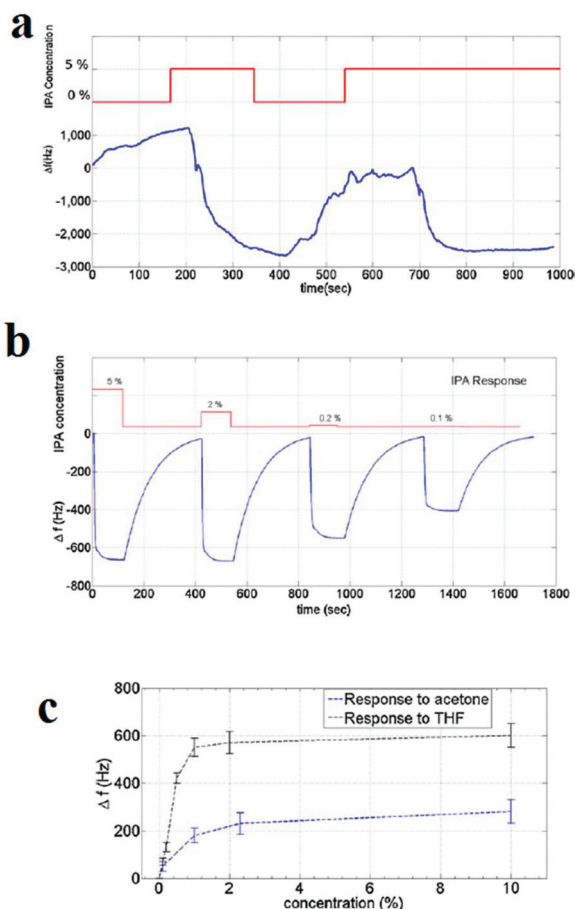 a
IPA Concentration
5 %
0 %
Δf(Hz)
1,000
0
-1,000
-2,000
-3,000
0 100 200 300 400 500 600 700 800 900 1000
time(sec)
b
IPA concentration
Δ f (Hz)
5 %
2 %
0.2 %
0.1 %
IPA Response
0
-200
-400
-600
-800
0 200 400 600 800 1000 1200 1400 1600 1800
time (sec)
c
Δ f (Hz)
800
600
400
200
0
Response to acetone
Response to THF
0 2 4 6 8 10
concentration (%)